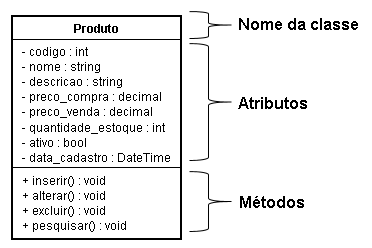 Produto
Nome da classe
- codigo : int
- nome : string
- descricao : string
- preco_compra : decimal
- preco_venda : decimal
- quantidade_estoque : int
- ativo : bool
- data_cadastro : DateTime
Atributos
+ inserir() : void
+ alterar() : void
+ excluir() : void
+ pesquisar() : void
Métodos